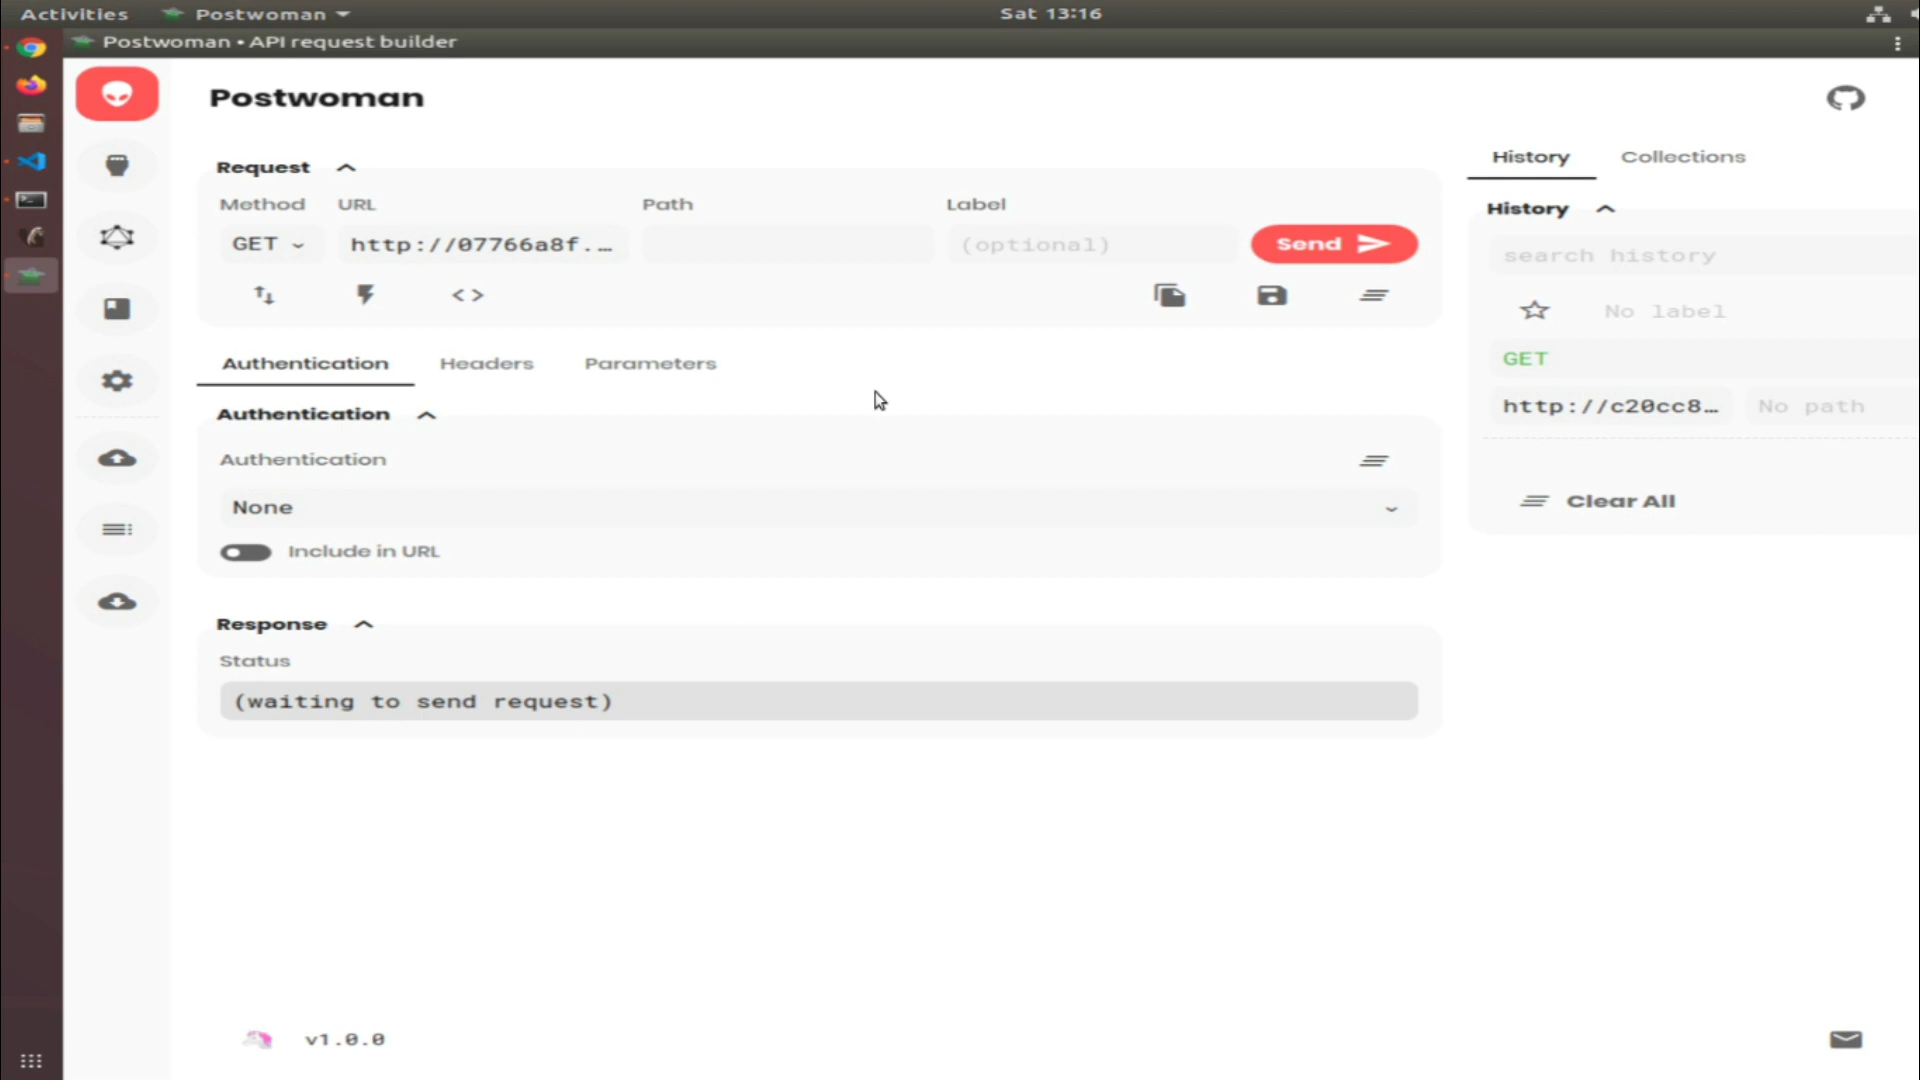 Activities Postwoman Sat 13:16
Postwoman • API request builder
Postwoman
Request
Method URL Path Label
GET http://07766a8f.… (optional) Send
Authentication Headers Parameters
Authentication
Authentication
None
Include in URL
Response
Status
(waiting to send request)
History Collections
History
search history
No label
GET
http://c20cc8… No path
Clear All
v1.0.0